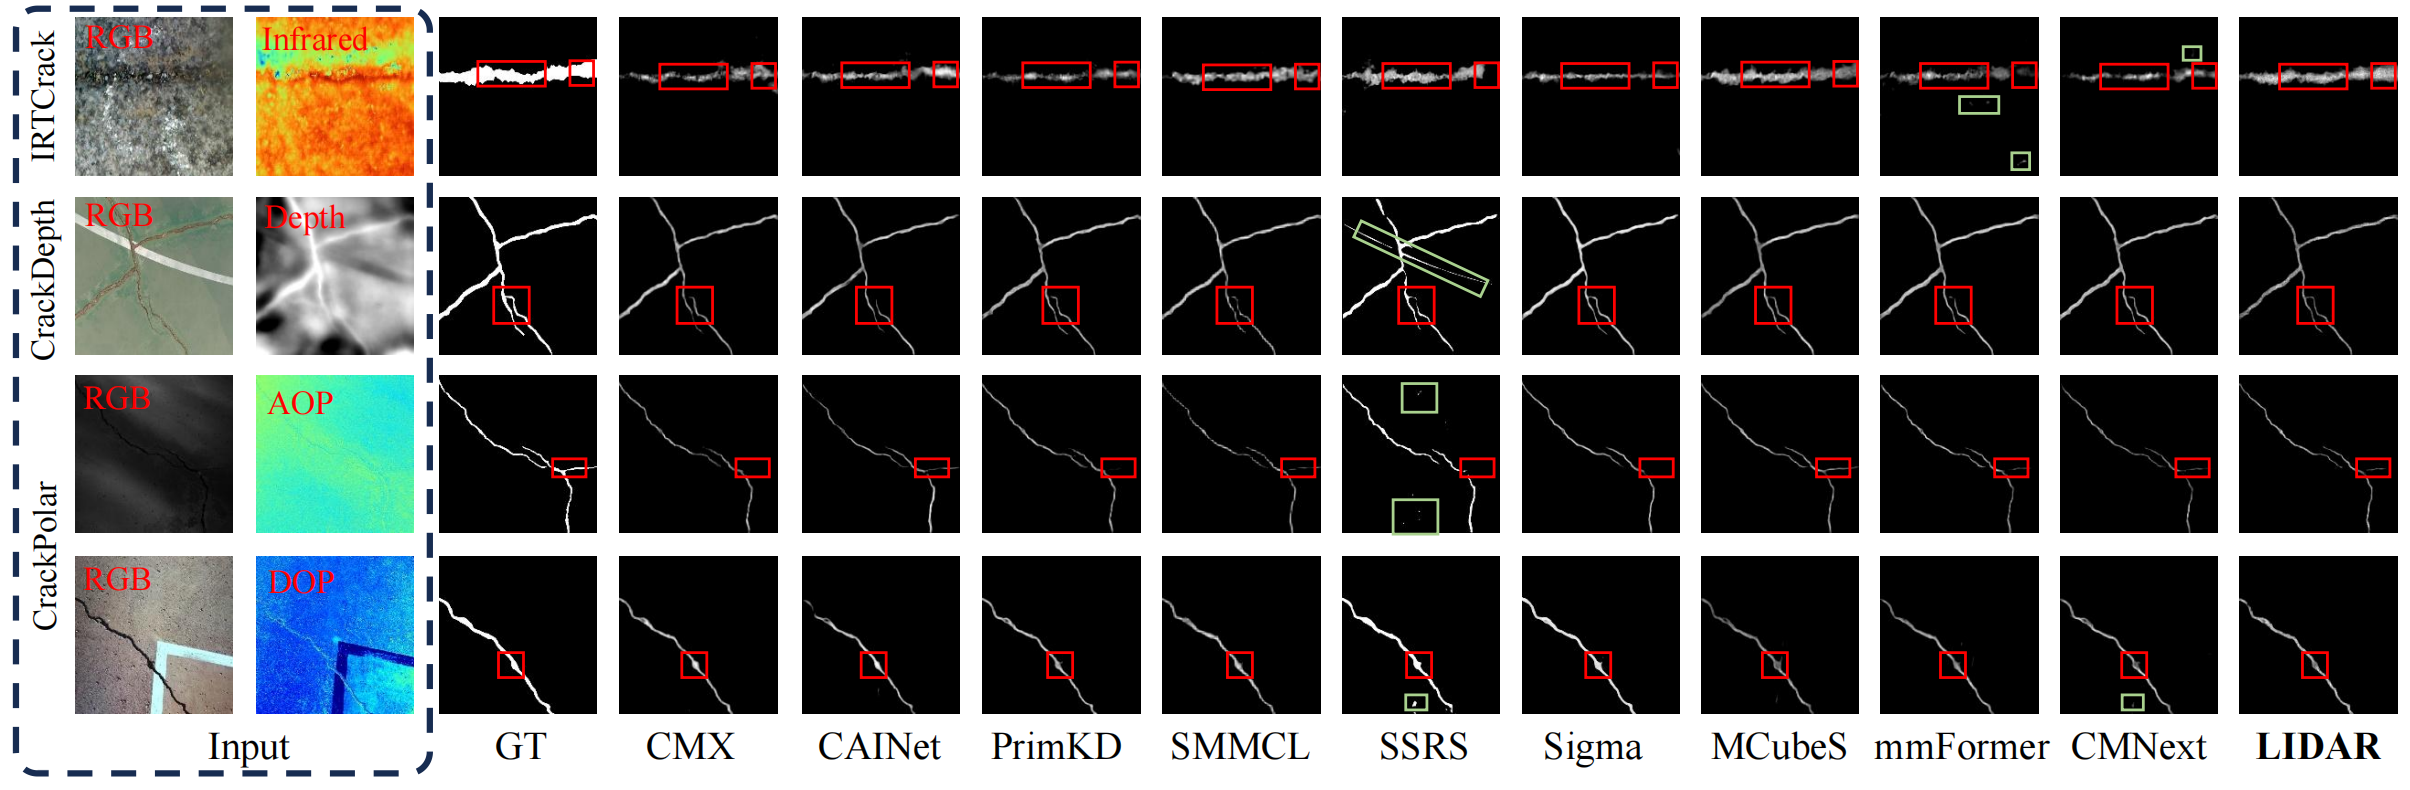 IRTCrack
RGB
Infrared
CrackDepth
RGB
Depth
CrackPolar
RGB
AOP
RGB
DOP
Input
GT
CMX
CAINet
PrimKD
SMMCL
SSRS
Sigma
MCubeS
mmFormer
CMNext
LIDAR